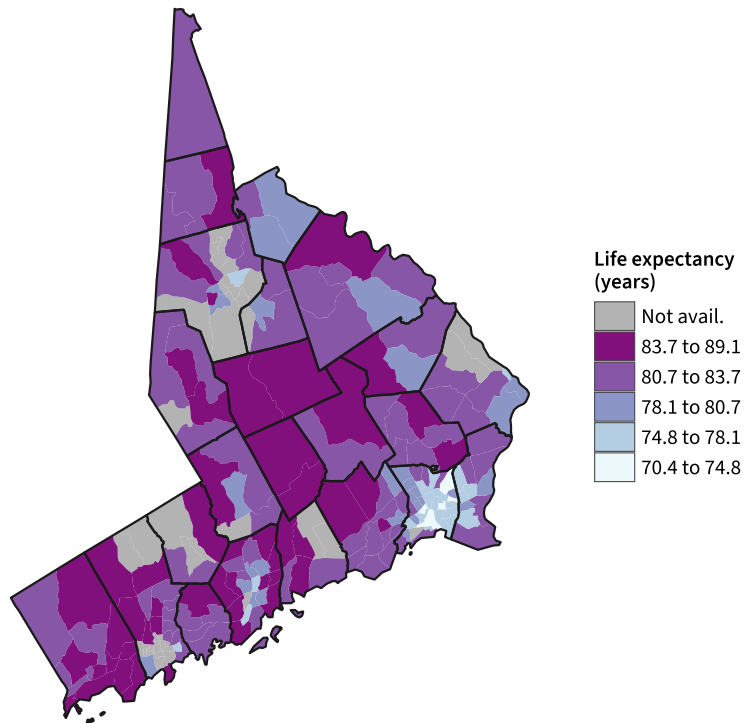 Life expectancy
(years)
Not avail.
83.7 to 89.1
80.7 to 83.7
78.1 to 80.7
74.8 to 78.1
70.4 to 74.8